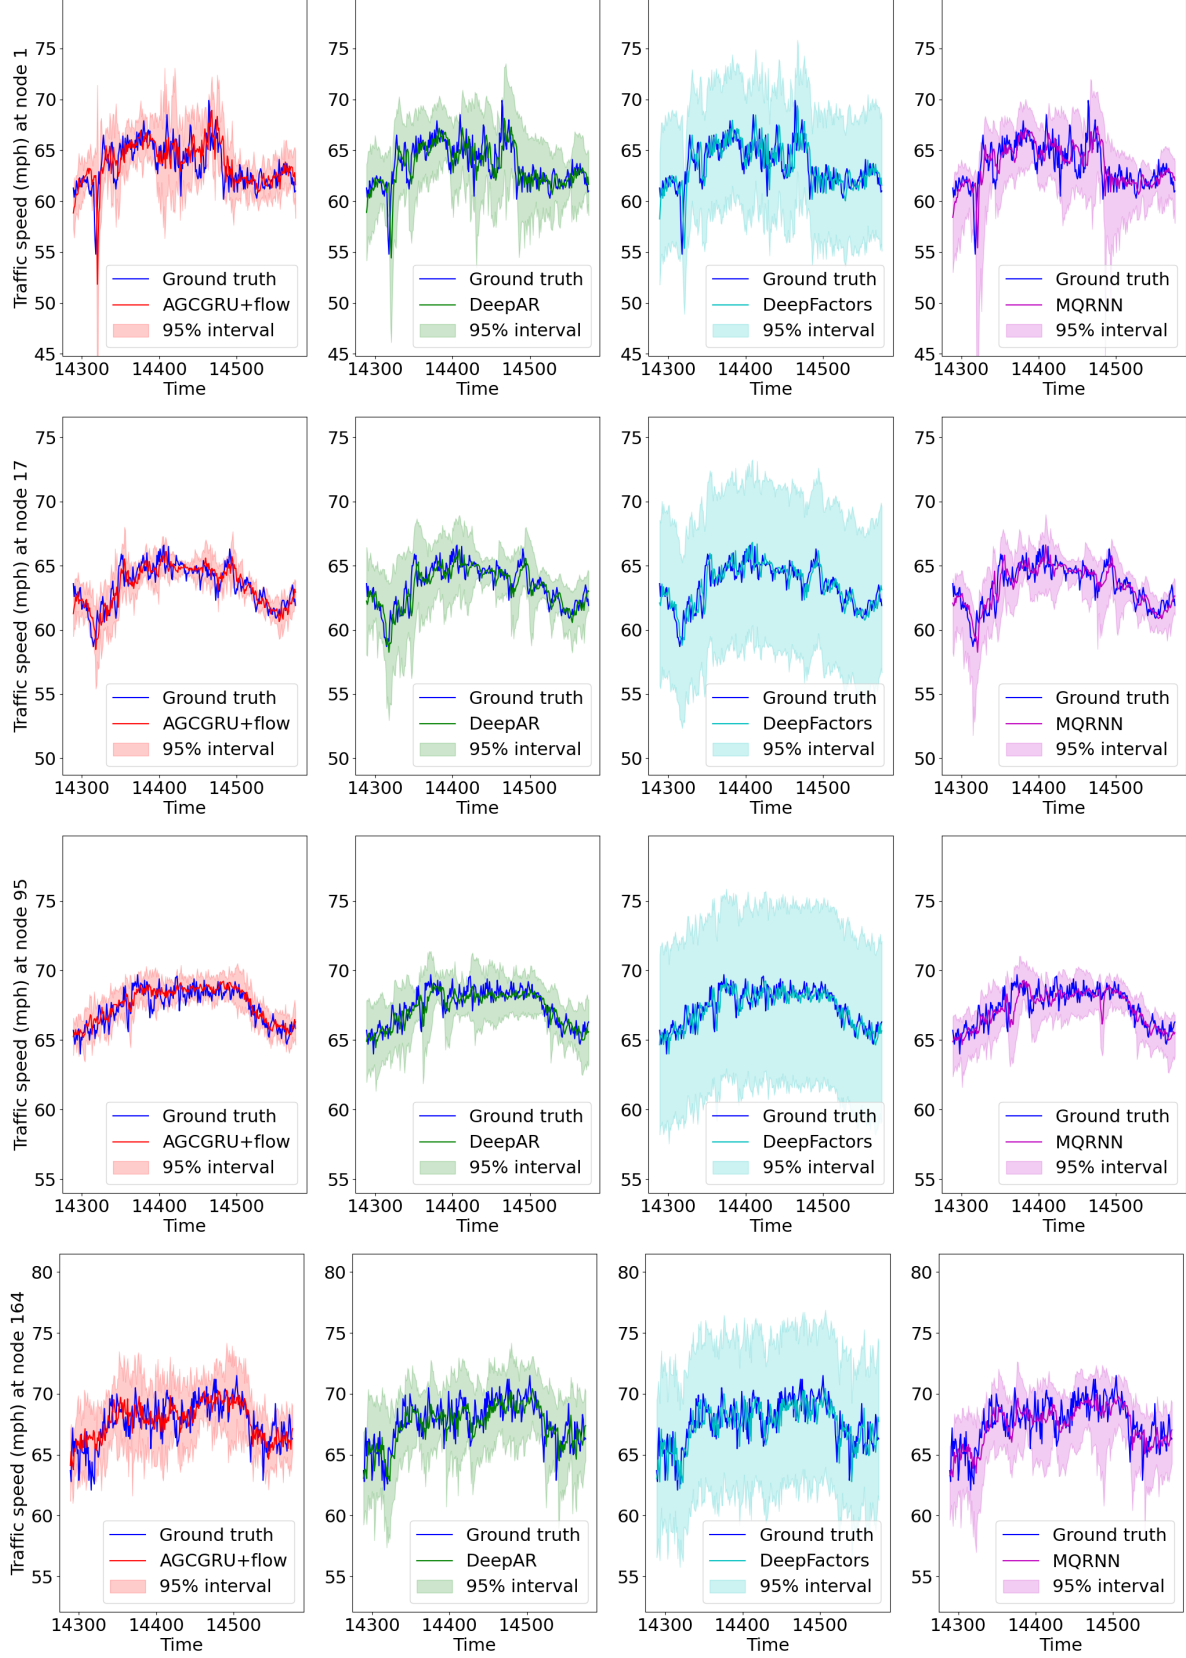 Traffic speed (mph) at node 1
75
70
65
60
55
50
45
14300 14400 14500
Time
Ground truth
AGCGRU+flow
95% interval
75
70
65
60
55
50
45
14300 14400 14500
Time
Ground truth
DeepAR
95% interval
75
70
65
60
55
50
45
14300 14400 14500
Time
Ground truth
DeepFactors
95% interval
75
70
65
60
55
50
45
14300 14400 14500
Time
Ground truth
MQRNN
95% interval
Traffic speed (mph) at node 17
75
70
65
60
55
50
14300 14400 14500
Time
Ground truth
AGCGRU+flow
95% interval
75
70
65
60
55
50
14300 14400 14500
Time
Ground truth
DeepAR
95% interval
75
70
65
60
55
50
14300 14400 14500
Time
Ground truth
DeepFactors
95% interval
75
70
65
60
55
50
14300 14400 14500
Time
Ground truth
MQRNN
95% interval
Traffic speed (mph) at node 95
75
70
65
60
55
14300 14400 14500
Time
Ground truth
AGCGRU+flow
95% interval
75
70
65
60
55
14300 14400 14500
Time
Ground truth
DeepAR
95% interval
75
70
65
60
55
14300 14400 14500
Time
Ground truth
DeepFactors
95% interval
75
70
65
60
55
14300 14400 14500
Time
Ground truth
MQRNN
95% interval
Traffic speed (mph) at node 164
80
75
70
65
60
55
14300 14400 14500
Time
Ground truth
AGCGRU+flow
95% interval
80
75
70
65
60
55
14300 14400 14500
Time
Ground truth
DeepAR
95% interval
80
75
70
65
60
55
14300 14400 14500
Time
Ground truth
DeepFactors
95% interval
80
75
70
65
60
55
14300 14400 14500
Time
Ground truth
MQRNN
95% interval